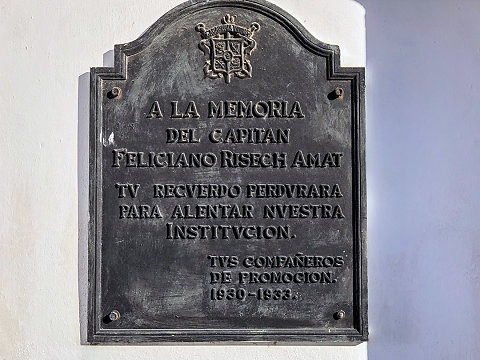 A LA MEMORIA
DEL CAPITAN
FELICIANO RISECH AMAT
TV RECVERDO PERDVRARA
PARA ALENTAR NVESTRA
INSTITVCION.
TVS COMPAÑEROS
DE PROMOCION.
1930-1933.